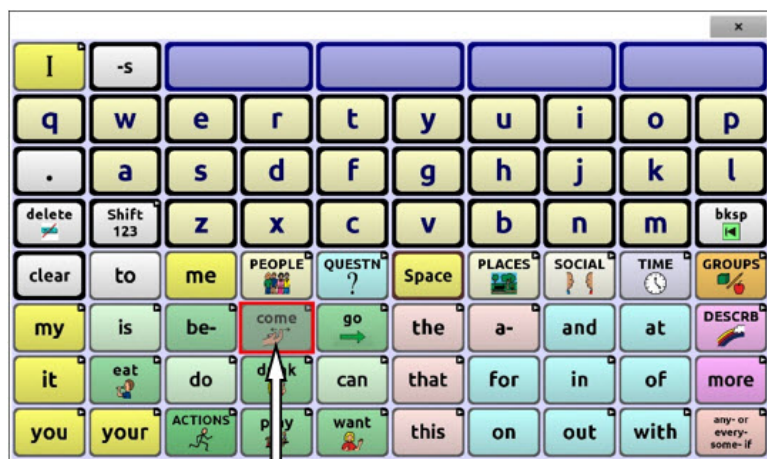 ×
I -s
q w e r t y u i o p
. a s d f g h j k l
delete Shift 123 z x c v b n m bksp
clear to me PEOPLE QUESTN ? Space PLACES SOCIAL TIME GROUPS
my is be- come go the a- and at DESCRB
it eat do can that for in of more
you your ACTIONS want this on out with any- or every- some- if